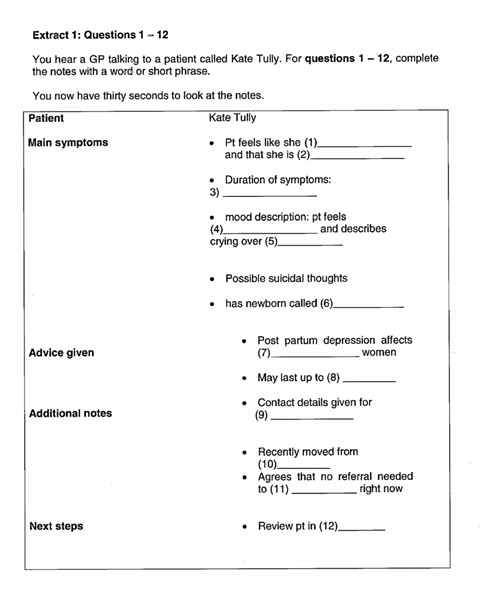 Extract 1: Questions 1 – 12
You hear a GP talking to a patient called Kate Tully. For questions 1 – 12, complete
the notes with a word or short phrase.
You now have thirty seconds to look at the notes.
Patient Kate Tully
Main symptoms • Pt feels like she (1)________________
and that she is (2)________________
• Duration of symptoms:
3) ________________
• mood description: pt feels
(4)________________ and describes
crying over (5)___________
• Possible suicidal thoughts
• has newborn called (6)____________
• Post partum depression affects
Advice given (7)_______________ women
• May last up to (8) _________
• Contact details given for
Additional notes (9) ______________
• Recently moved from
(10)_________
• Agrees that no referral needed
to (11) ___________ right now
Next steps • Review pt in (12)________